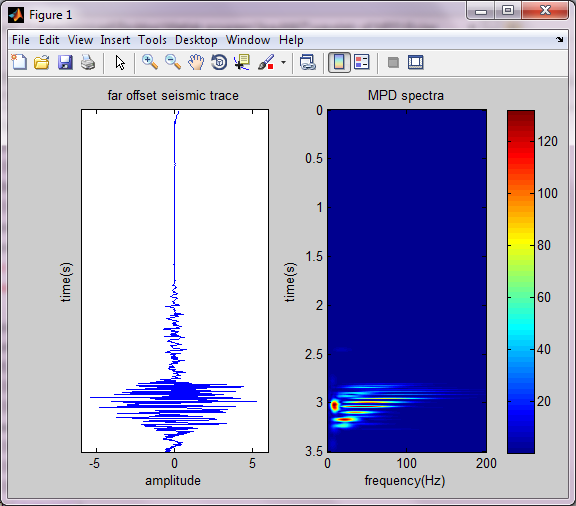 Figure 1
File Edit View Insert Tools Desktop Window Help
far offset seismic trace
MPD spectra
time(s)
-5 0 5
amplitude
time(s)
0
0.5
1
1.5
2
2.5
3
3.5
0 100 200
frequency(Hz)
120
100
80
60
40
20